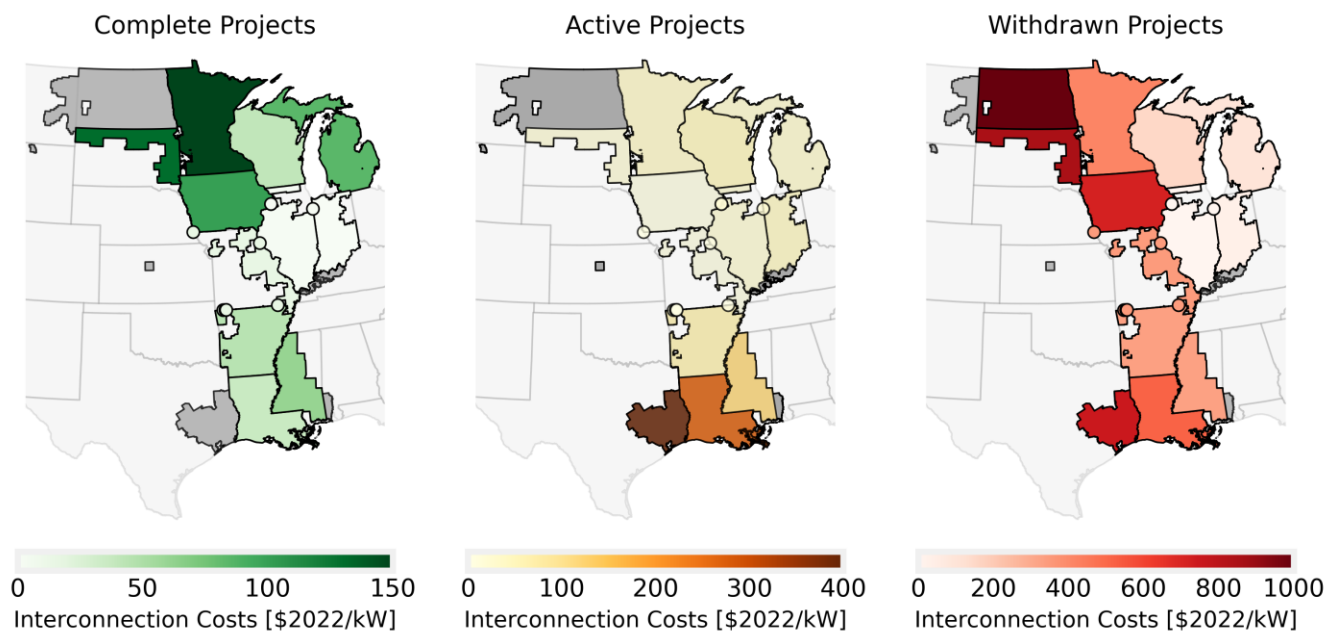 Complete Projects
Active Projects
Withdrawn Projects
0 50 100 150
Interconnection Costs [$2022/kW]
0 100 200 300 400
Interconnection Costs [$2022/kW]
0 200 400 600 800 1000
Interconnection Costs [$2022/kW]